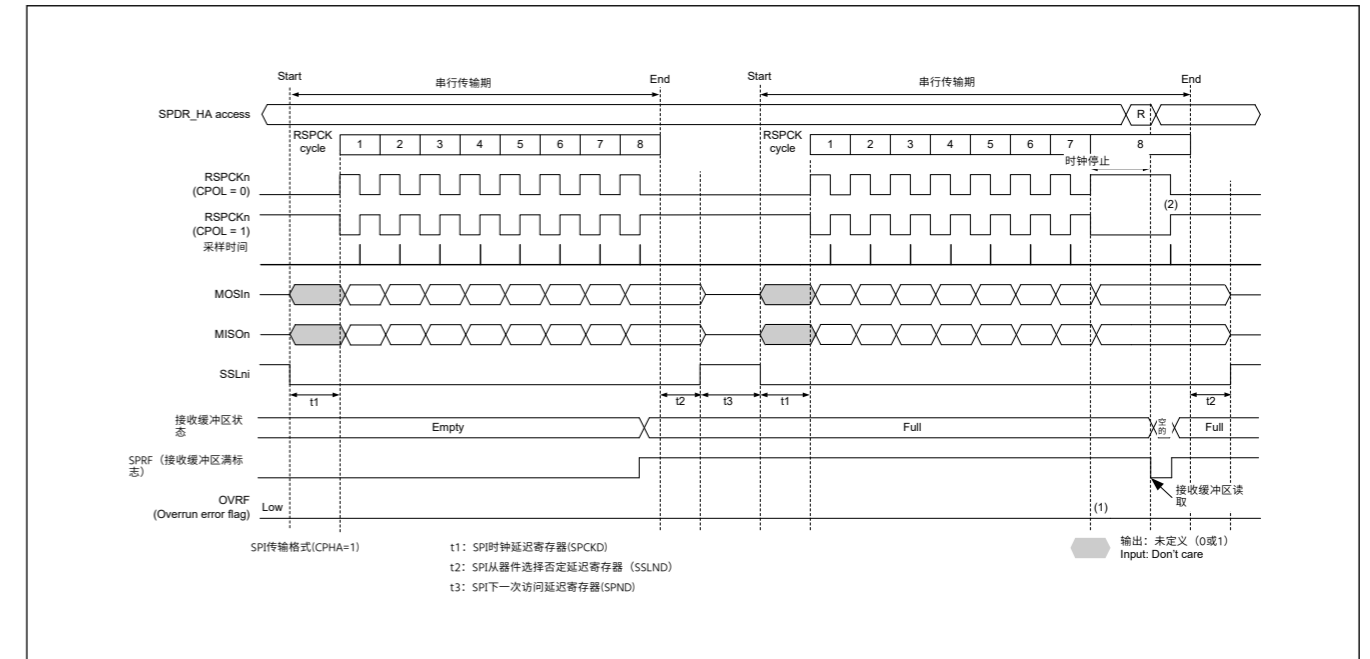 Start
串行传输期
End
Start
串行传输期
End
SPDR_HA access
R
RSPCK
cycle
1 2 3 4 5 6 7 8
RSPCK
cycle
1 2 3 4 5 6 7 8
时钟停止
RSPCKn
(CPOL = 0)
(2)
RSPCKn
(CPOL = 1)
采样时间
MOSIn
MISOn
SSLni
t1
t2
t3
t1
t2
接收缓冲区状
态
Empty
Full
空
的
Full
SPRF（接收缓冲区满标
志）
接收缓冲区读
取
OVRF
(Overrun error flag)
Low
(1)
SPI传输格式(CPHA=1)
t1：SPI时钟延迟寄存器(SPCKD)
t2：SPI从器件选择否定延迟寄存器（SSLND）
t3：SPI下一次访问延迟寄存器(SPND)
输出：未定义（0或1）
Input: Don't care